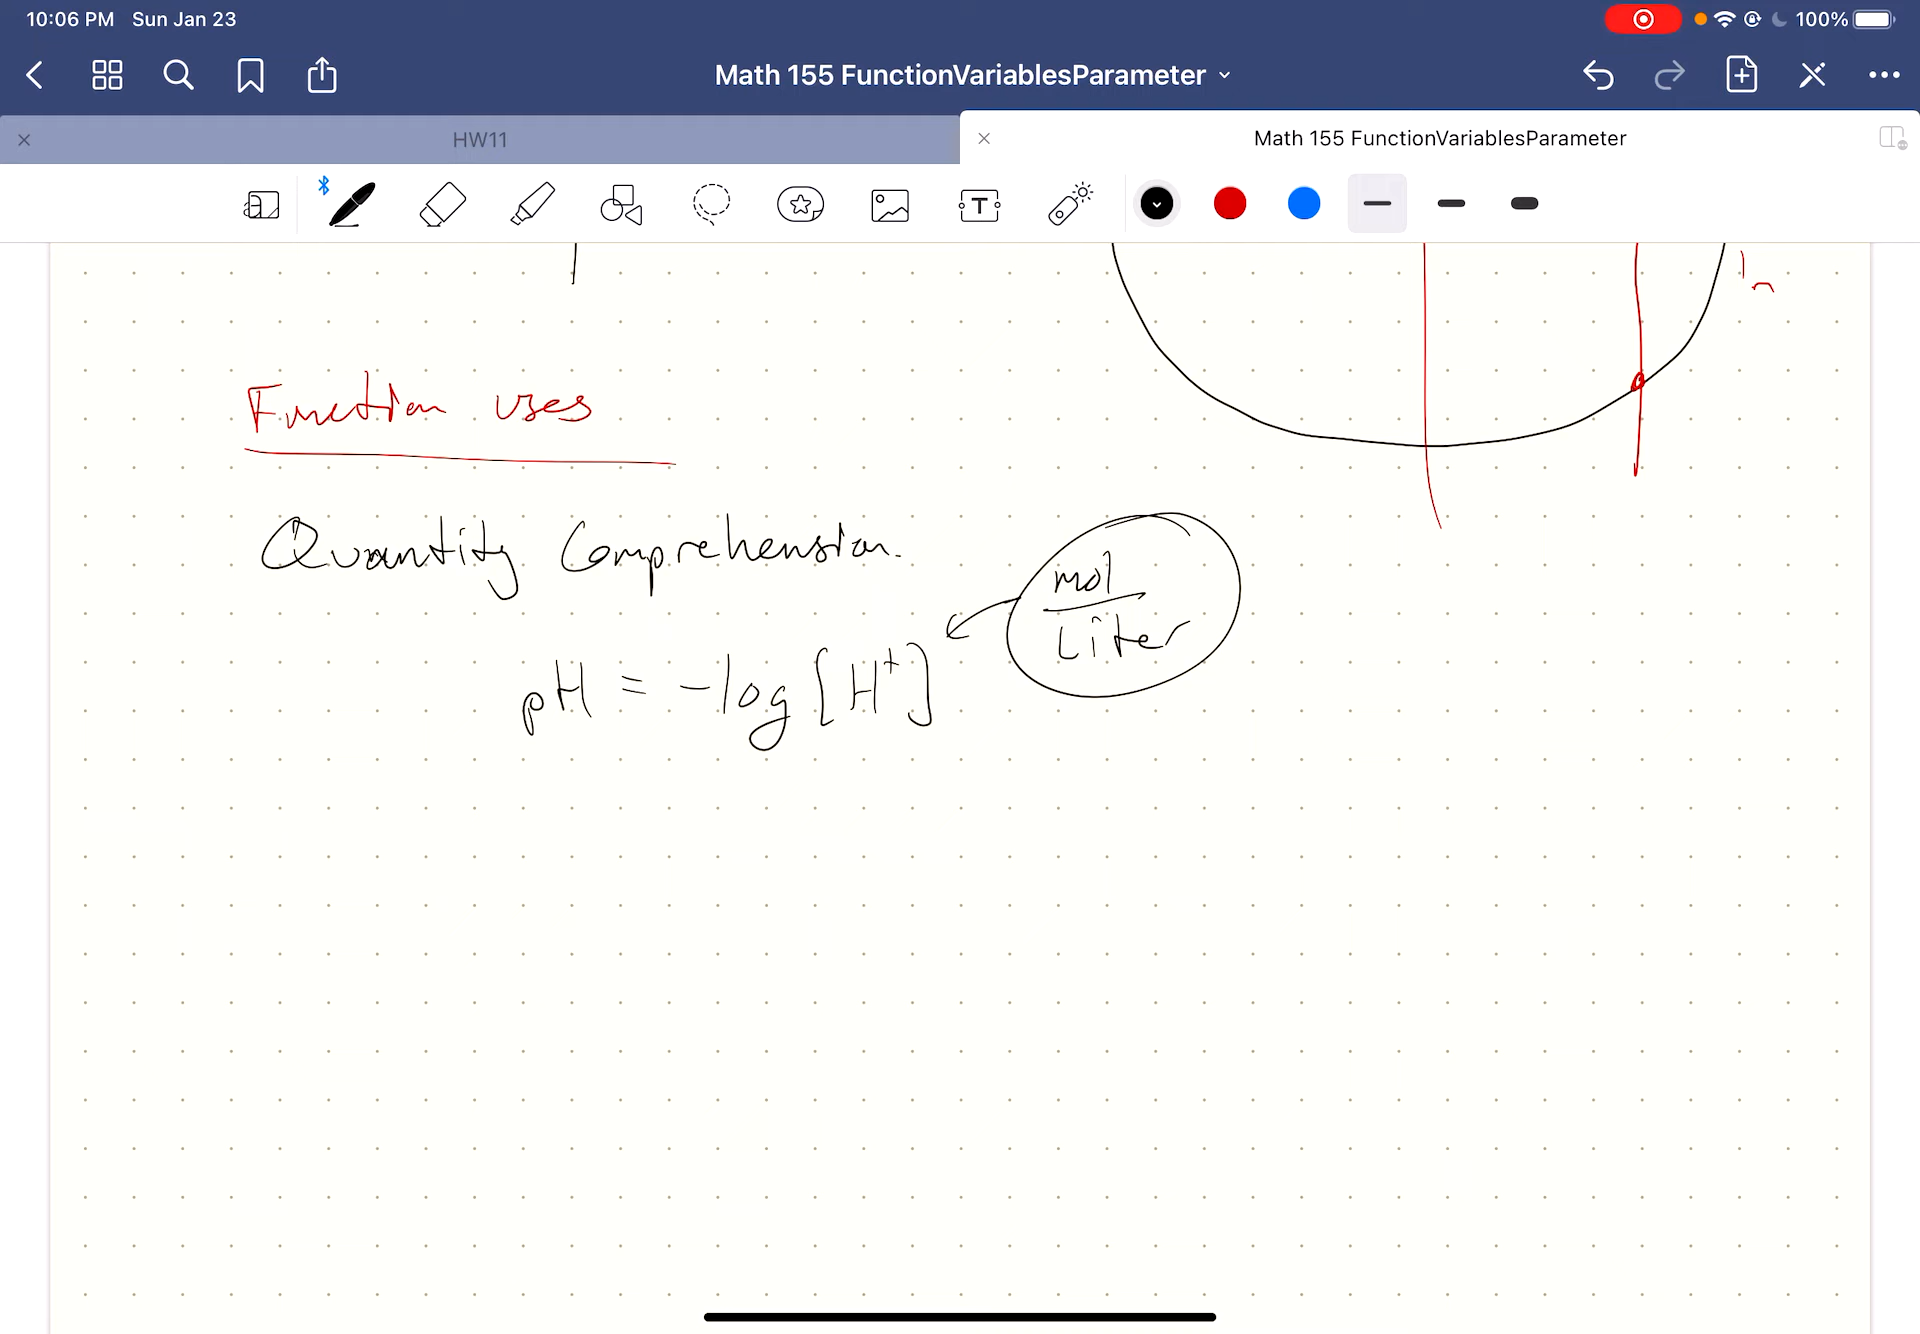 10:06 PM Sun Jan 23
100%
Math 155 FunctionVariablesParameter
HW11
Math 155 FunctionVariablesParameter
Function uses
Quantity Comprehension.
mol
Liter
pH = -log [H+]